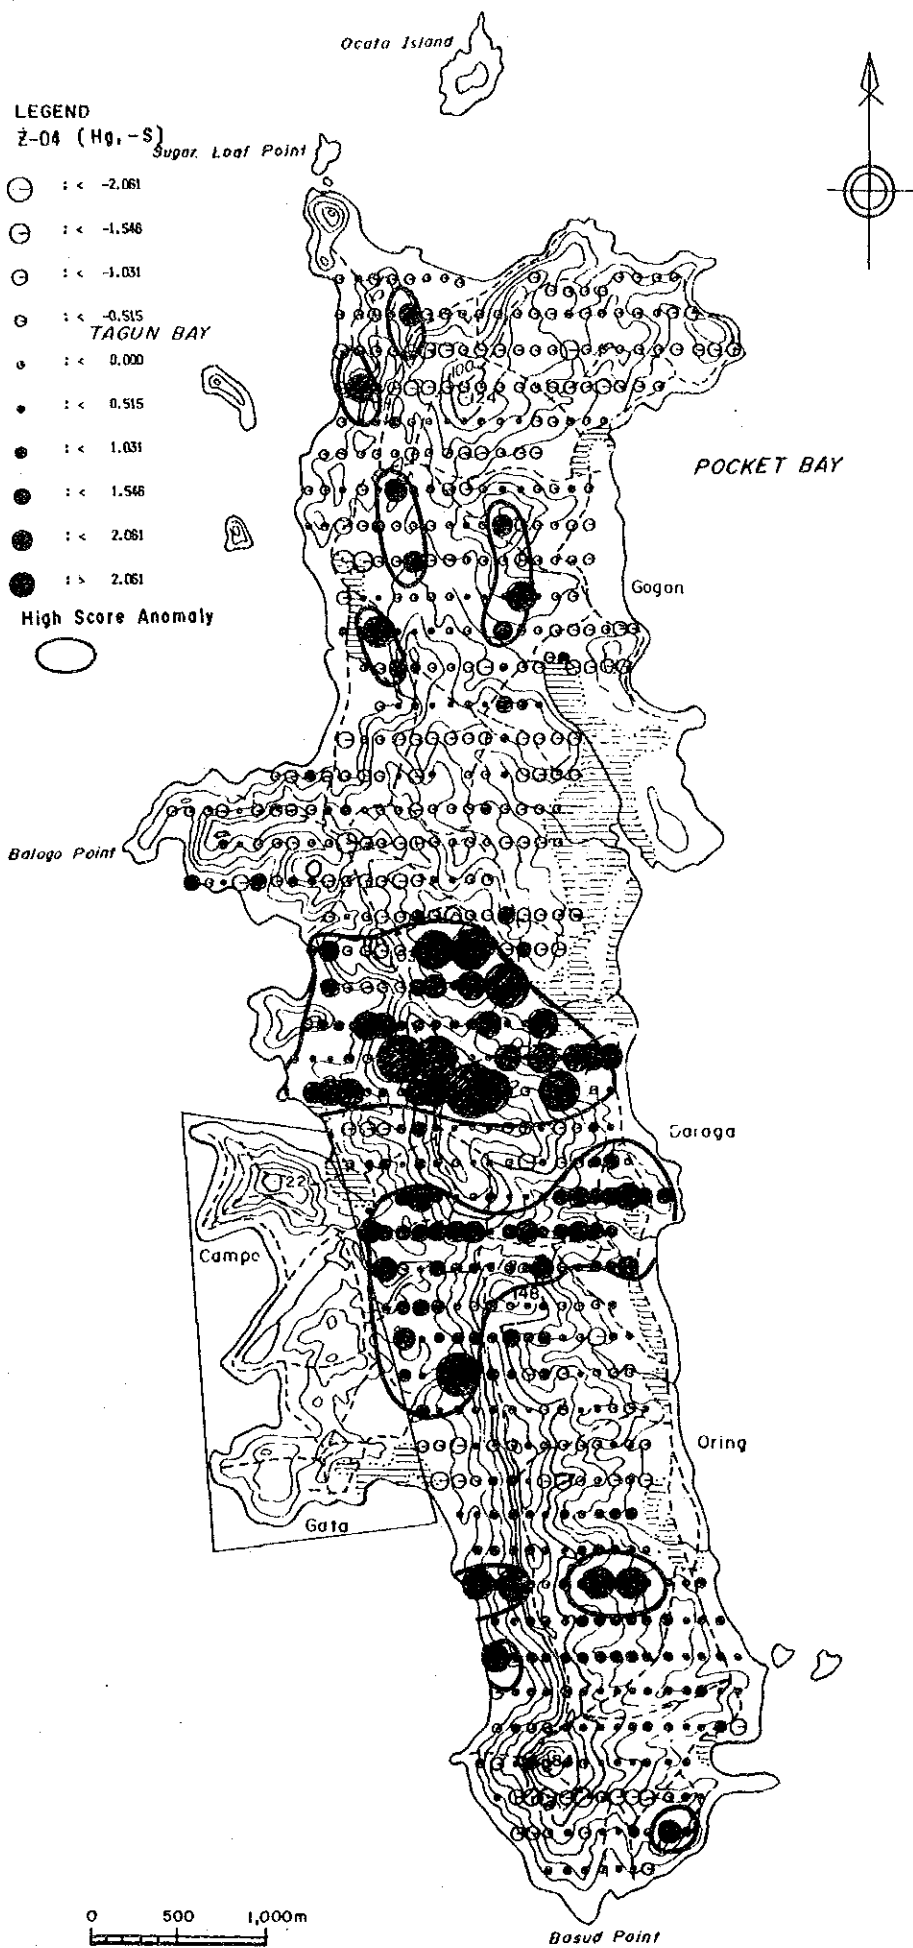 Ocata Island
LEGEND
Z-04 (Hg, -S)
Sugar Loaf Point
: < -2.061
: < -1.546
: < -1.031
: < -0.515
TAGUN BAY
: < 0.000
: < 0.515
: < 1.031
: < 1.546
: < 2.061
: > 2.061
High Score Anomaly
100
124
POCKET BAY
Gogon
Balogo Point
Saroga
122
Campo
148
Oring
Gata
0 500 1,000m
Basud Point